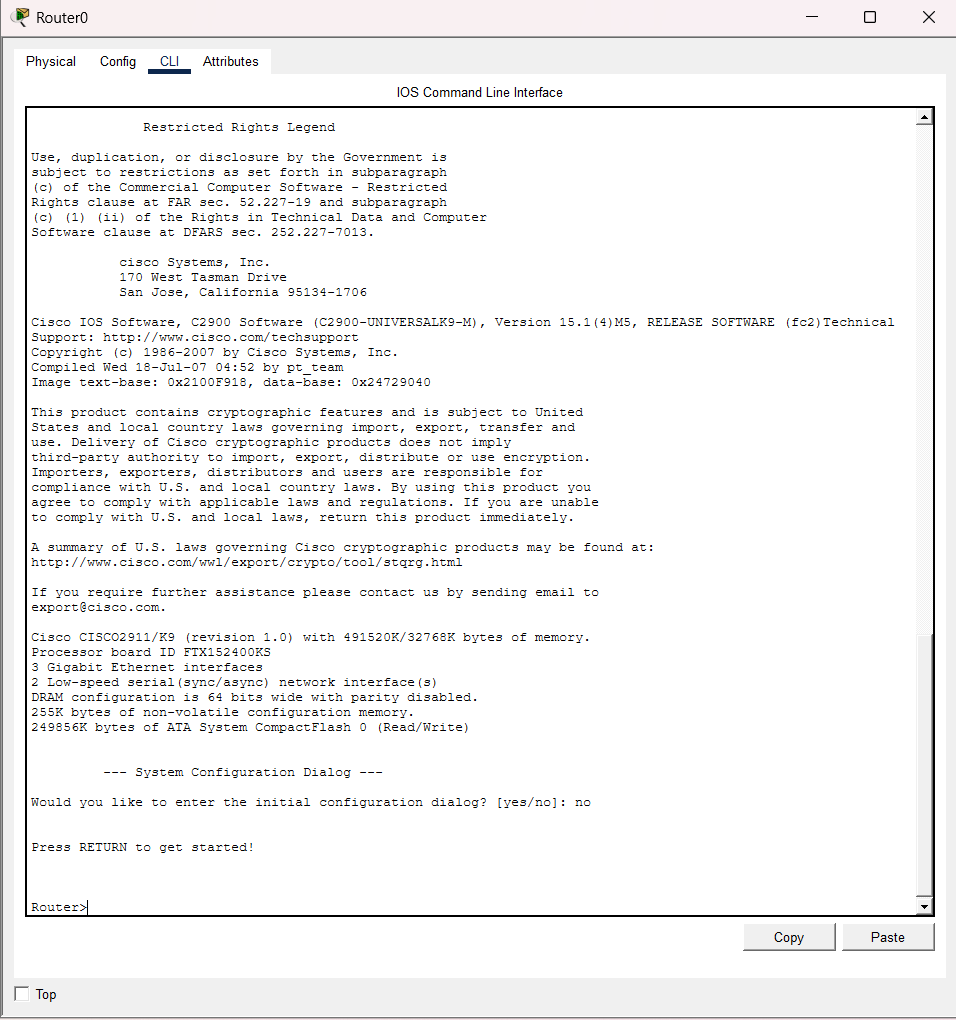 Router0
Physical Config CLI Attributes
IOS Command Line Interface
Restricted Rights Legend
Use, duplication, or disclosure by the Government is
subject to restrictions as set forth in subparagraph
(c) of the Commercial Computer Software - Restricted
Rights clause at FAR sec. 52.227-19 and subparagraph
(c) (1) (ii) of the Rights in Technical Data and Computer
Software clause at DFARS sec. 252.227-7013.
cisco Systems, Inc.
170 West Tasman Drive
San Jose, California 95134-1706
Cisco IOS Software, C2900 Software (C2900-UNIVERSALK9-M), Version 15.1(4)M5, RELEASE SOFTWARE (fc2)Technical
Support: http://www.cisco.com/techsupport
Copyright (c) 1986-2007 by Cisco Systems, Inc.
Compiled Wed 18-Jul-07 04:52 by pt_team
Image text-base: 0x2100F918, data-base: 0x24729040
This product contains cryptographic features and is subject to United
States and local country laws governing import, export, transfer and
use. Delivery of Cisco cryptographic products does not imply
third-party authority to import, export, distribute or use encryption.
Importers, exporters, distributors and users are responsible for
compliance with U.S. and local country laws. By using this product you
agree to comply with applicable laws and regulations. If you are unable
to comply with U.S. and local laws, return this product immediately.
A summary of U.S. laws governing Cisco cryptographic products may be found at:
http://www.cisco.com/wwl/export/crypto/tool/stqrg.html
If you require further assistance please contact us by sending email to
export@cisco.com.
Cisco CISCO2911/K9 (revision 1.0) with 491520K/32768K bytes of memory.
Processor board ID FTX152400KS
3 Gigabit Ethernet interfaces
2 Low-speed serial(sync/async) network interface(s)
DRAM configuration is 64 bits wide with parity disabled.
255K bytes of non-volatile configuration memory.
249856K bytes of ATA System CompactFlash 0 (Read/Write)
--- System Configuration Dialog ---
Would you like to enter the initial configuration dialog? [yes/no]: no
Press RETURN to get started!
Router>
Copy Paste
Top